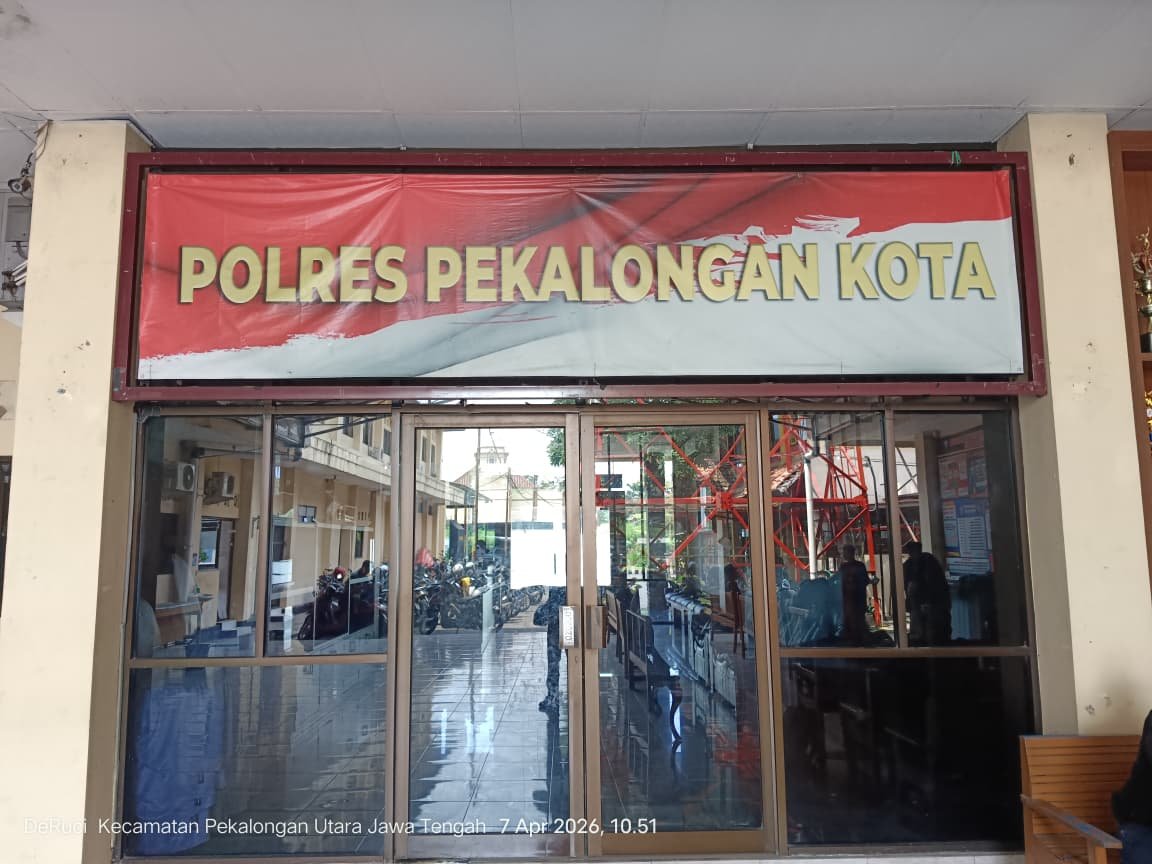 POLRES PEKALONGAN KOTA
DeRudi Kecamatan Pekalongan Utara Jawa Tengah 7 Apr 2026, 10.51